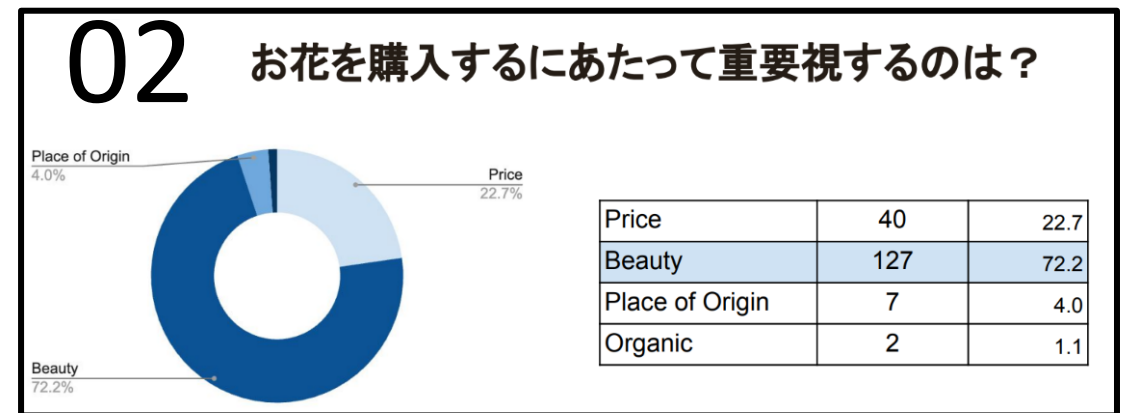 02 お花を購入するにあたって重要視するのは？
Place of Origin
4.0%
Price
22.7%
Beauty
72.2%
Price 40 22.7
Beauty 127 72.2
Place of Origin 7 4.0
Organic 2 1.1